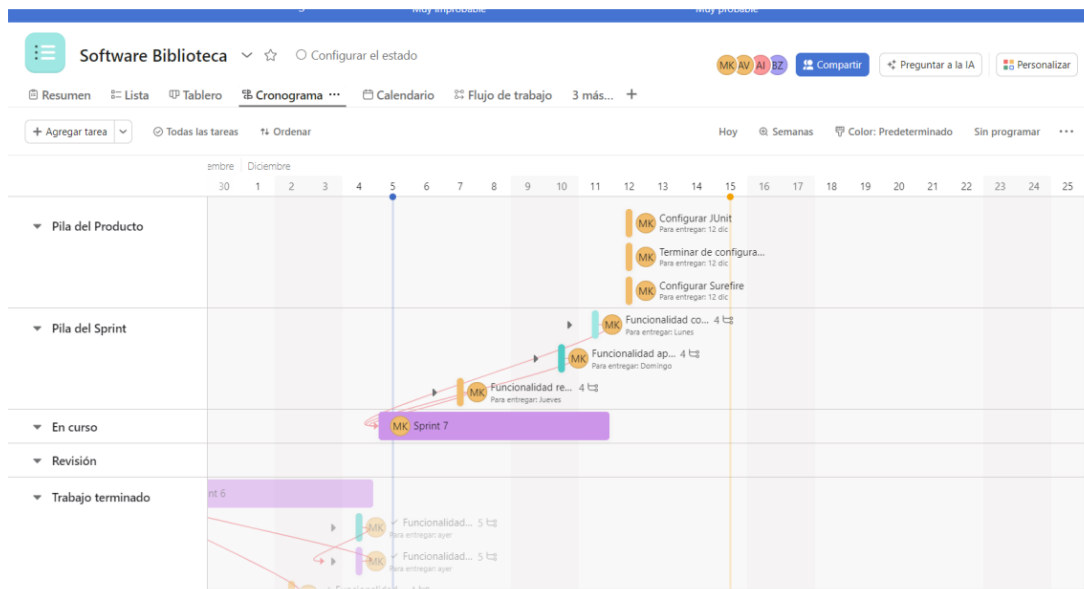 Muy improbable
Muy probable
Software Biblioteca
Configurar el estado
MK AV AI BZ
Compartir
Preguntar a la IA
Personalizar
Resumen
Lista
Tablero
Cronograma ...
Calendario
Flujo de trabajo
3 más...
+
+ Agregar tarea
Todas las tareas
Ordenar
Hoy
Semanas
Color: Predeterminado
Sin programar
...
embre Diciembre
30 1 2 3 4 5 6 7 8 9 10 11 12 13 14 15 16 17 18 19 20 21 22 23 24 25
Pila del Producto
MK Configurar JUnit
Para entregar: 12 dic
MK Terminar de configura...
Para entregar: 12 dic
MK Configurar Surefire
Para entregar: 12 dic
Pila del Sprint
MK Funcionalidad co... 4
Para entregar: Lunes
MK Funcionalidad ap... 4
Para entregar: Domingo
MK Funcionalidad re... 4
Para entregar: Jueves
En curso
MK Sprint 7
Revisión
Trabajo terminado
nt 6
MK Funcionalidad... 5
Para entregar: ayer
MK Funcionalidad... 5
Para entregar: ayer